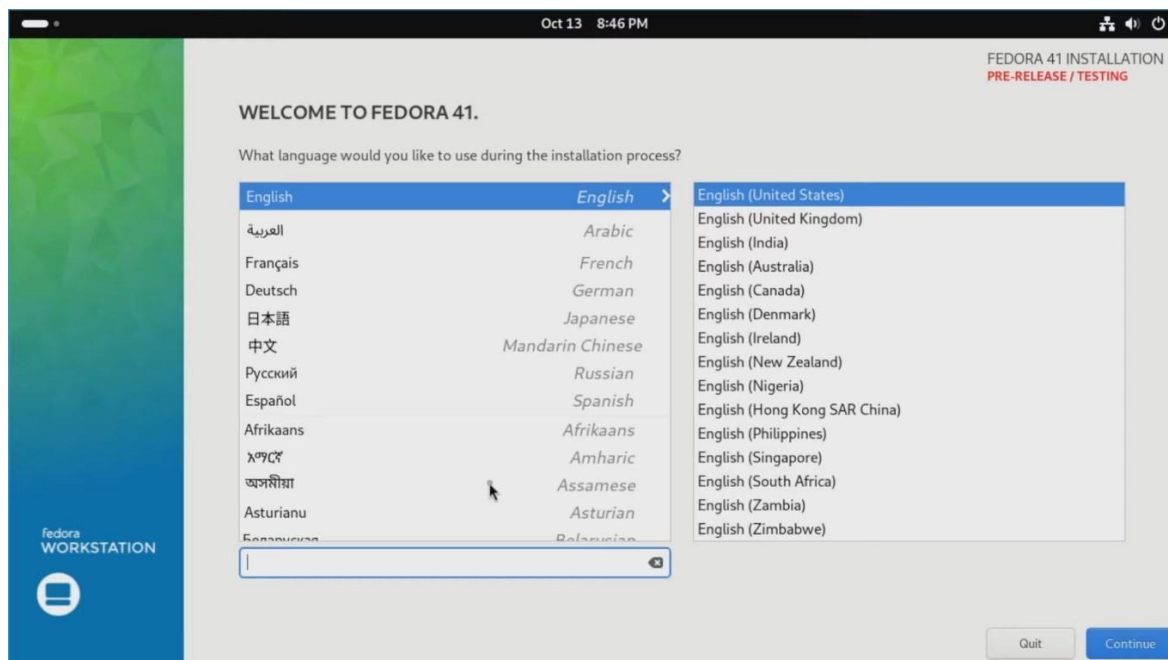 Oct 13 8:46 PM
FEDORA 41 INSTALLATION
PRE-RELEASE / TESTING
WELCOME TO FEDORA 41.
What language would you like to use during the installation process?
English English
العربية Arabic
Français French
Deutsch German
日本語 Japanese
中文 Mandarin Chinese
Русский Russian
Español Spanish
Afrikaans Afrikaans
አማርኛ Amharic
অসমীয়া Assamese
Asturianu Asturian
Беларуская Belarusian
English (United States)
English (United Kingdom)
English (India)
English (Australia)
English (Canada)
English (Denmark)
English (Ireland)
English (New Zealand)
English (Nigeria)
English (Hong Kong SAR China)
English (Philippines)
English (Singapore)
English (South Africa)
English (Zambia)
English (Zimbabwe)
fedora
WORKSTATION
Quit
Continue